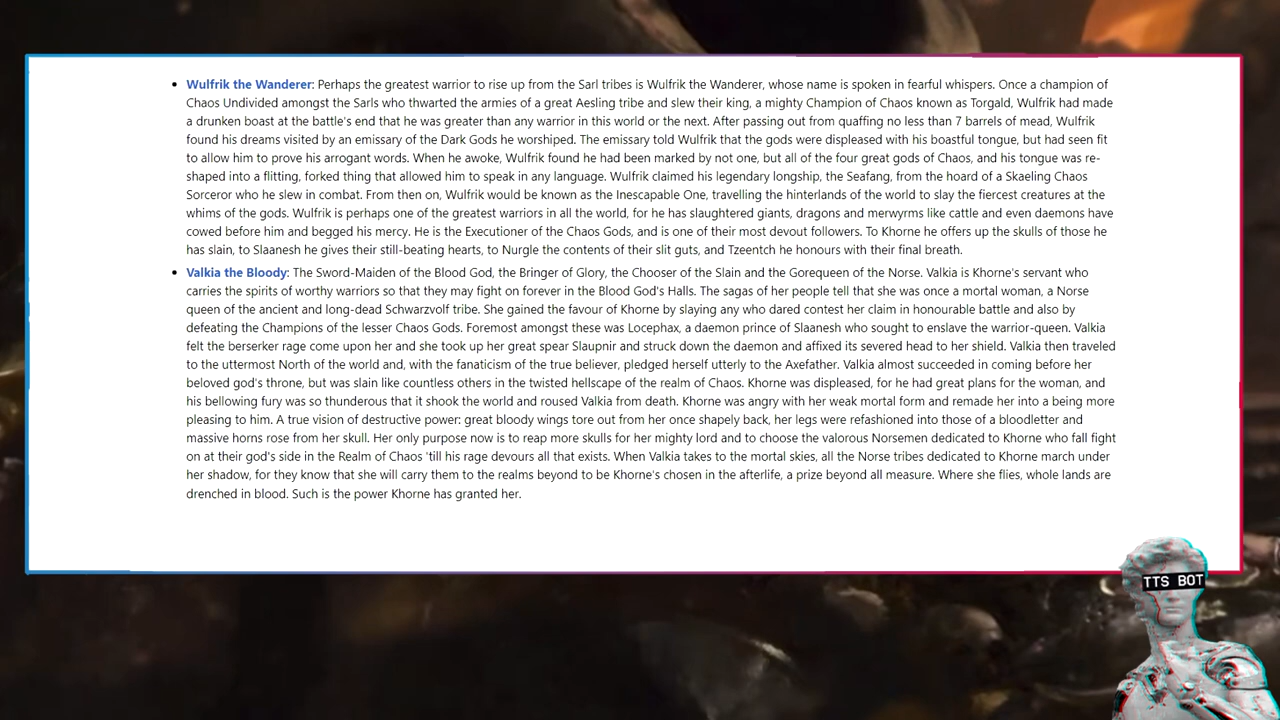 Wulfrik the Wanderer: Perhaps the greatest warrior to rise up from the Sarl tribes is Wulfrik the Wanderer, whose name is spoken in fearful whispers. Once a champion of
Chaos Undivided amongst the Sarls who thwarted the armies of a great Aesling tribe and slew their king, a mighty Champion of Chaos known as Torgald, Wulfrik had made
a drunken boast at the battle's end that he was greater than any warrior in this world or the next. After passing out from quaffing no less than 7 barrels of mead, Wulfrik
found his dreams visited by an emissary of the Dark Gods he worshiped. The emissary told Wulfrik that the gods were displeased with his boastful tongue, but had seen fit
to allow him to prove his arrogant words. When he awoke, Wulfrik found he had been marked by not one, but all of the four great gods of Chaos, and his tongue was re-
shaped into a flitting, forked thing that allowed him to speak in any language. Wulfrik claimed his legendary longship, the Seafang, from the hoard of a Skaeling Chaos
Sorceror who he slew in combat. From then on, Wulfrik would be known as the Inescapable One, travelling the hinterlands of the world to slay the fiercest creatures at the
whims of the gods. Wulfrik is perhaps one of the greatest warriors in all the world, for he has slaughtered giants, dragons and merwyrms like cattle and even daemons have
cowed before him and begged his mercy. He is the Executioner of the Chaos Gods, and is one of their most devout followers. To Khorne he offers up the skulls of those he
has slain, to Slaanesh he gives their still-beating hearts, to Nurgle the contents of their slit guts, and Tzeentch he honours with their final breath.
Valkia the Bloody: The Sword-Maiden of the Blood God, the Bringer of Glory, the Chooser of the Slain and the Gorequeen of the Norse. Valkia is Khorne's servant who
carries the spirits of worthy warriors so that they may fight on forever in the Blood God's Halls. The sagas of her people tell that she was once a mortal woman, a Norse
queen of the ancient and long-dead Schwarzvolf tribe. She gained the favour of Khorne by slaying any who dared contest her claim in honourable battle and also by
defeating the Champions of the lesser Chaos Gods. Foremost amongst these was Locephax, a daemon prince of Slaanesh who sought to enslave the warrior-queen. Valkia
felt the berserker rage come upon her and she took up her great spear Slaupnir and struck down the daemon and affixed its severed head to her shield. Valkia then traveled
to the uttermost North of the world and, with the fanaticism of the true believer, pledged herself utterly to the Axefather. Valkia almost succeeded in coming before her
beloved god's throne, but was slain like countless others in the twisted hellscape of the realm of Chaos. Khorne was displeased, for he had great plans for the woman, and
his bellowing fury was so thunderous that it shook the world and roused Valkia from death. Khorne was angry with her weak mortal form and remade her into a being more
pleasing to him. A true vision of destructive power: great bloody wings tore out from her once shapely back, her legs were refashioned into those of a bloodletter and
massive horns rose from her skull. Her only purpose now is to reap more skulls for her mighty lord and to choose the valorous Norsemen dedicated to Khorne who fall fight
on at their god's side in the Realm of Chaos 'till his rage devours all that exists. When Valkia takes to the mortal skies, all the Norse tribes dedicated to Khorne march under
her shadow, for they know that she will carry them to the realms beyond to be Khorne's chosen in the afterlife, a prize beyond all measure. Where she flies, whole lands are
drenched in blood. Such is the power Khorne has granted her.
TTS BOT